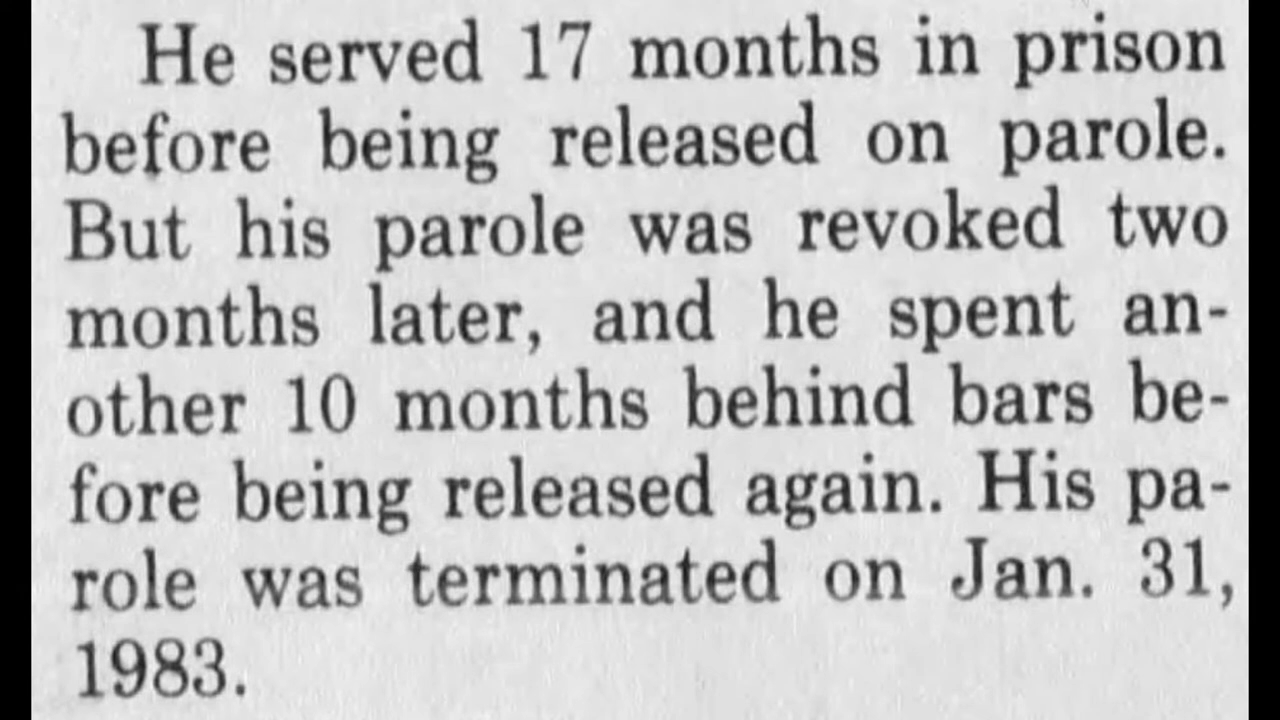 He served 17 months in prison
before being released on parole.
But his parole was revoked two
months later, and he spent an-
other 10 months behind bars be-
fore being released again. His pa-
role was terminated on Jan. 31,
1983.